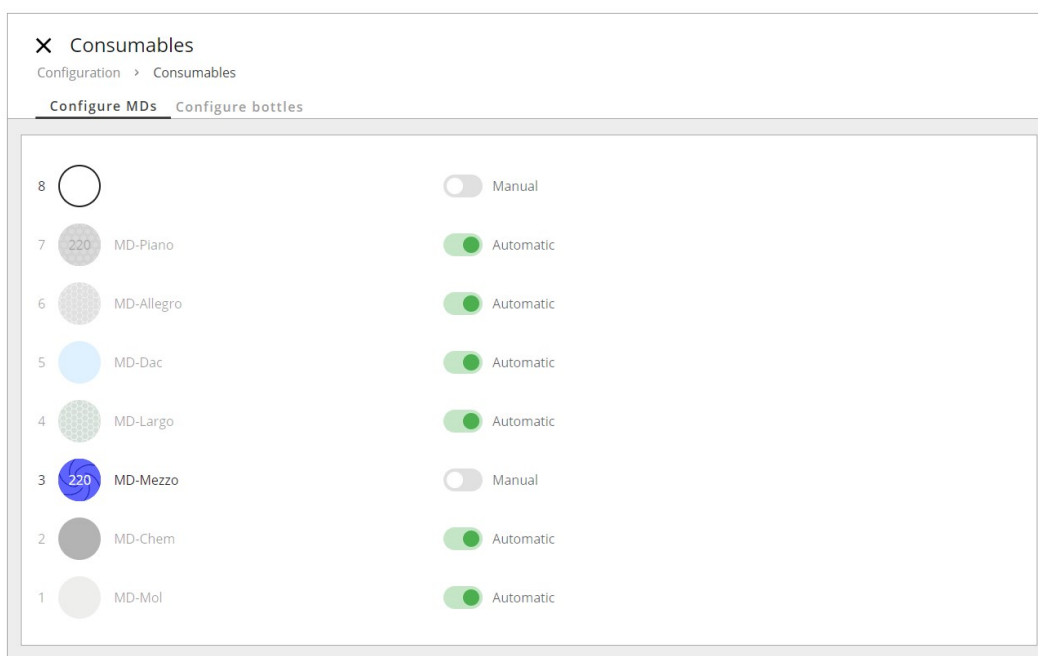 Consumables
Configuration > Consumables
Configure MDs Configure bottles
8 Manual
7 220 MD-Piano Automatic
6 MD-Allegro Automatic
5 MD-Dac Automatic
4 MD-Largo Automatic
3 220 MD-Mezzo Manual
2 MD-Chem Automatic
1 MD-Mol Automatic